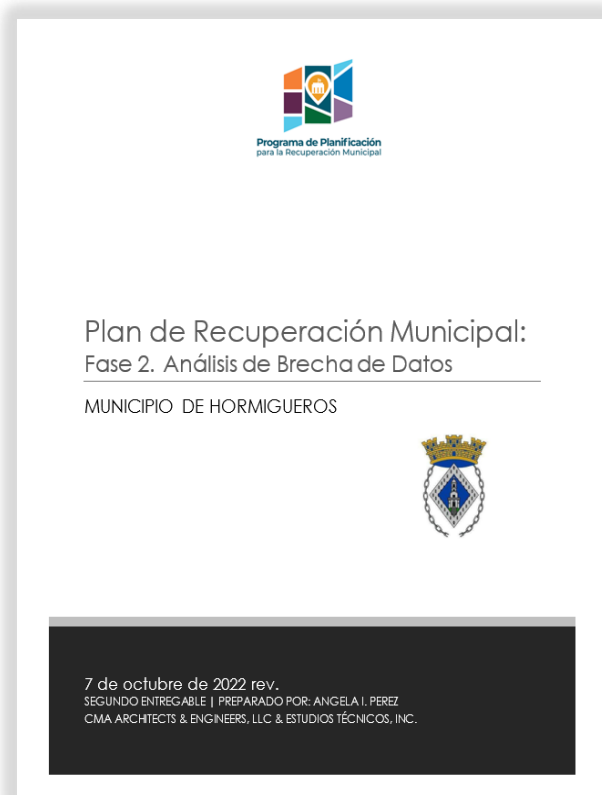 Programa de Planificación
para la Recuperación Municipal
Plan de Recuperación Municipal:
Fase 2. Análisis de Brecha de Datos
MUNICIPIO DE HORMIGUEROS
7 de octubre de 2022 rev.
SEGUNDO ENTREGABLE | PREPARADO POR: ANGELA I. PEREZ
CMA ARCHITECTS & ENGINEERS, LLC & ESTUDIOS TÉCNICOS, INC.